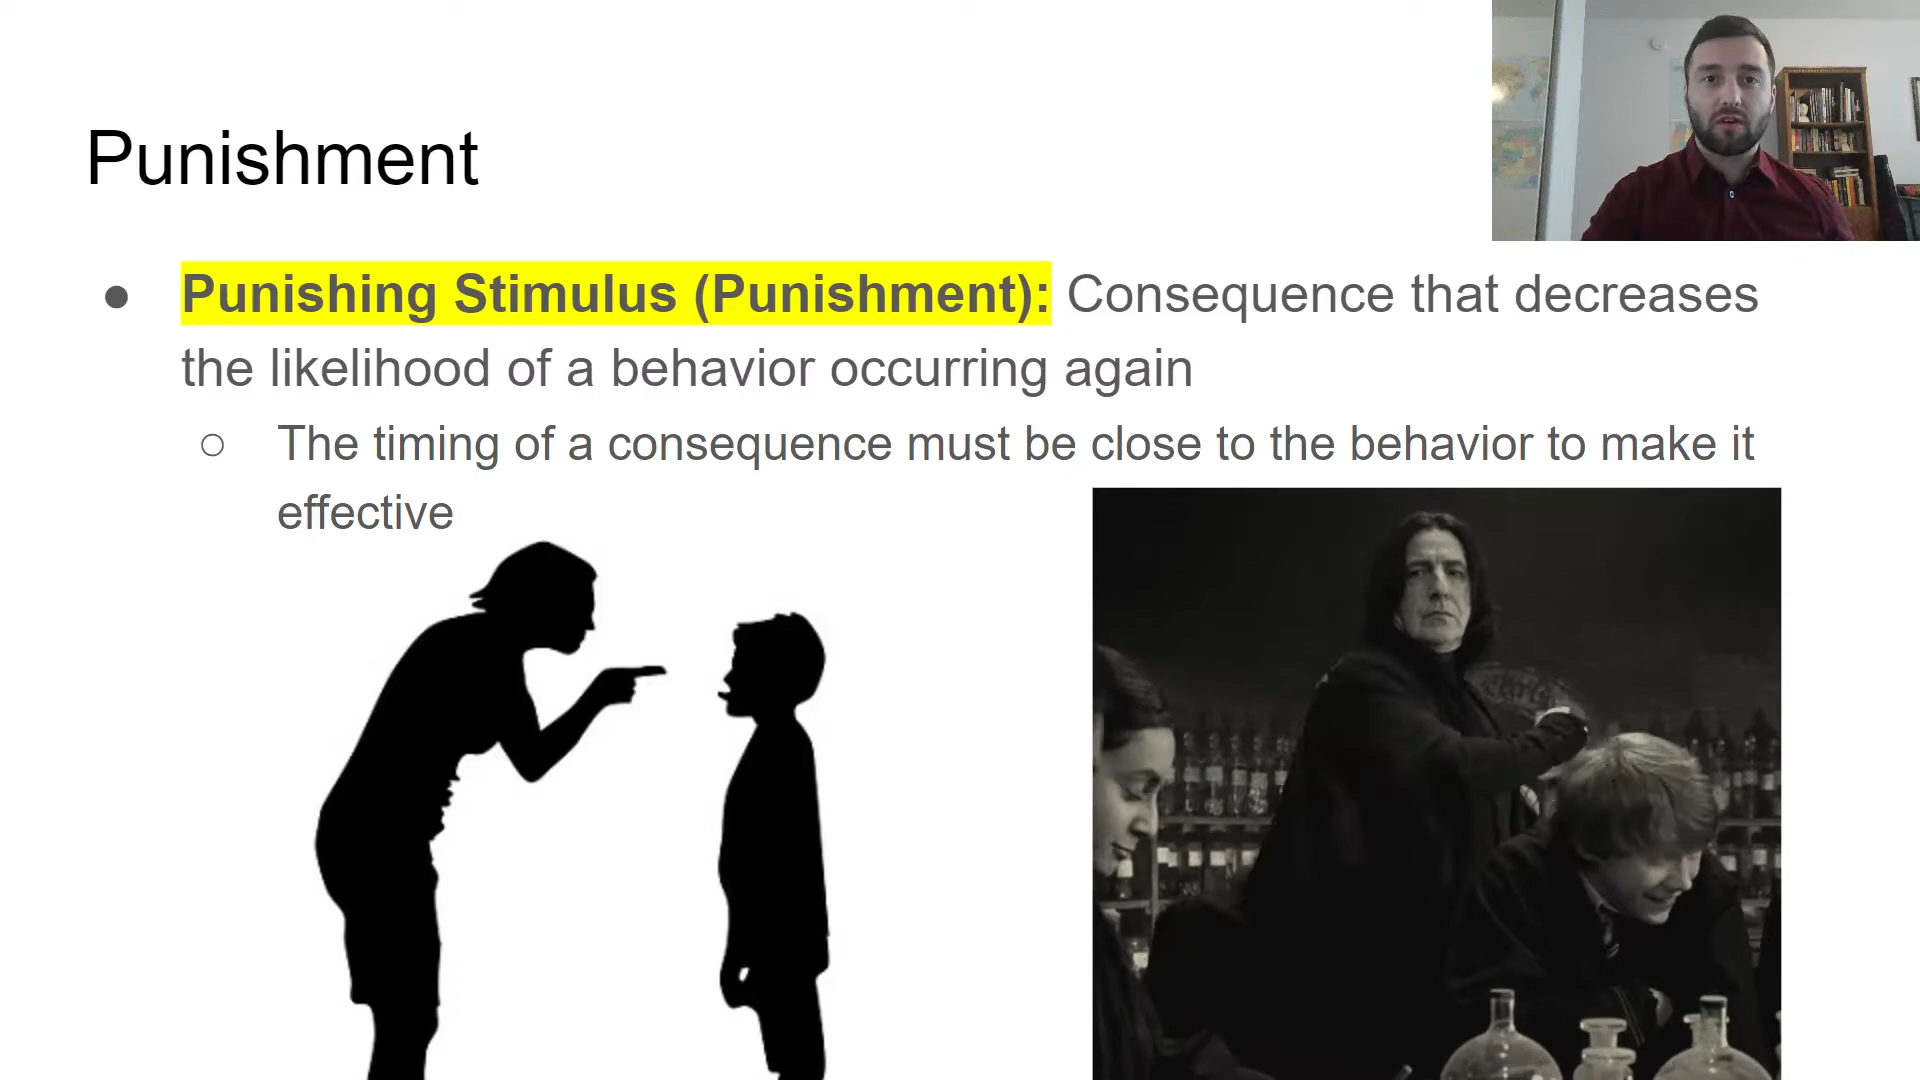 Punishment
Punishing Stimulus (Punishment): Consequence that decreases
the likelihood of a behavior occurring again
The timing of a consequence must be close to the behavior to make it
effective